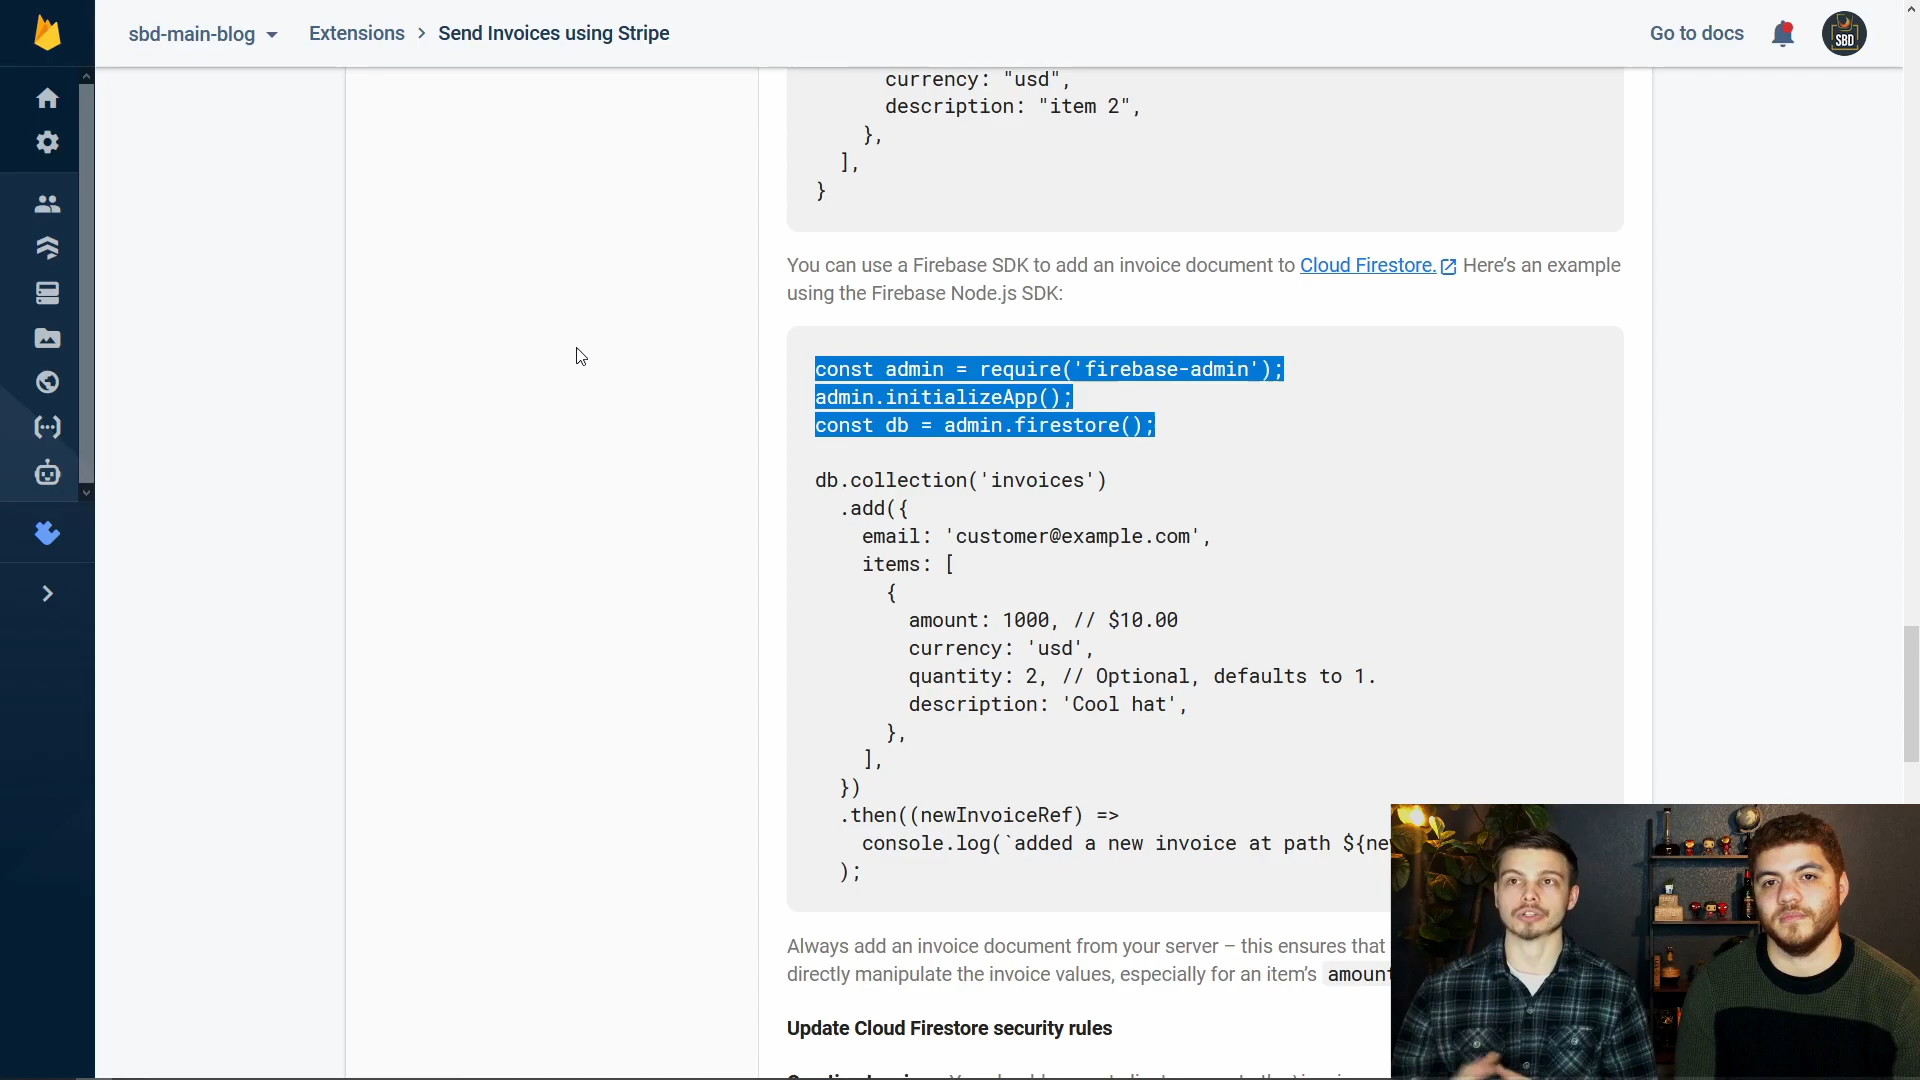 sbd-main-blog Extensions > Send Invoices using Stripe Go to docs
SBD
currency: "usd",
description: "item 2",
},
],
}
You can use a Firebase SDK to add an invoice document to Cloud Firestore. Here's an example
using the Firebase Node.js SDK:
const admin = require('firebase-admin');
admin.initializeApp();
const db = admin.firestore();
db.collection('invoices')
.add({
email: 'customer@example.com',
items: [
{
amount: 1000, // $10.00
currency: 'usd',
quantity: 2, // Optional, defaults to 1.
description: 'Cool hat',
},
],
})
.then((newInvoiceRef) =>
console.log(`added a new invoice at path ${ne
);
Always add an invoice document from your server – this ensures that
directly manipulate the invoice values, especially for an item's amount
Update Cloud Firestore security rules